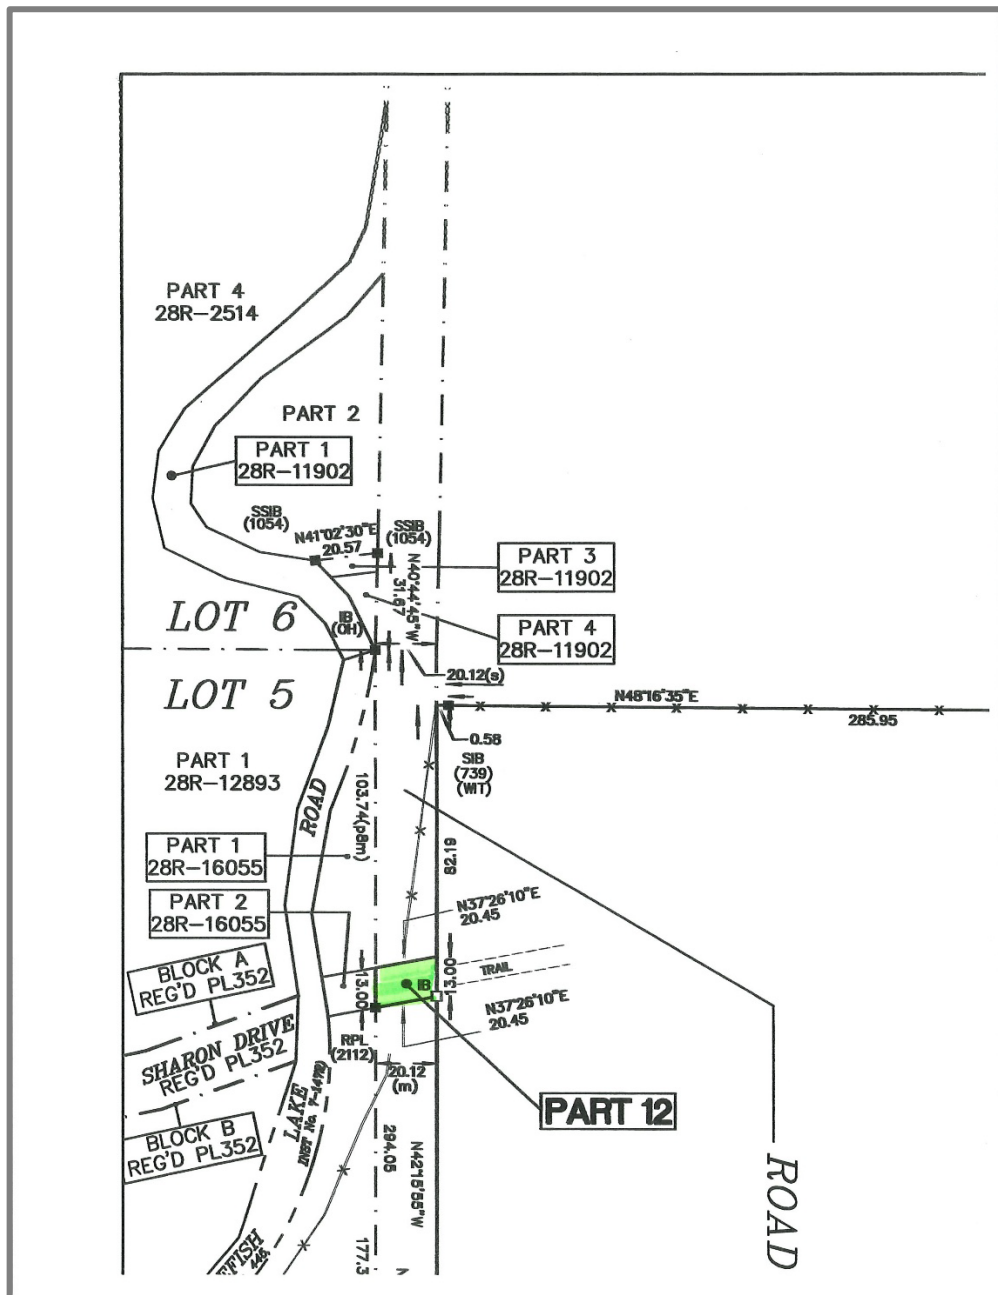 PART 4
28R-2514
PART 2
PART 1
28R-11902
SSIB
(1054)
N41°02'30"E
20.57
SSIB
(1054)
N40°44'45"W
31.67
PART 3
28R-11902
IB
(OH)
LOT 6
PART 4
28R-11902
20.12(s)
LOT 5
N48°16'35"E
285.95
0.58
SIB
(739)
(WIT)
PART 1
28R-12893
ROAD
103.74(p8m)
82.19
PART 1
28R-16055
PART 2
28R-16055
N37°26'10"E
20.45
BLOCK A
REG'D PL352
13.00
IB
13.00
TRAIL
N37°26'10"E
20.45
SHARON DRIVE
REG'D PL352
RPL
(2112)
20.12
(m)
LAKE
INST No.
PART 12
BLOCK B
REG'D PL352
294.05
N42°15'55"W
ROAD
EFISH
177.3
N